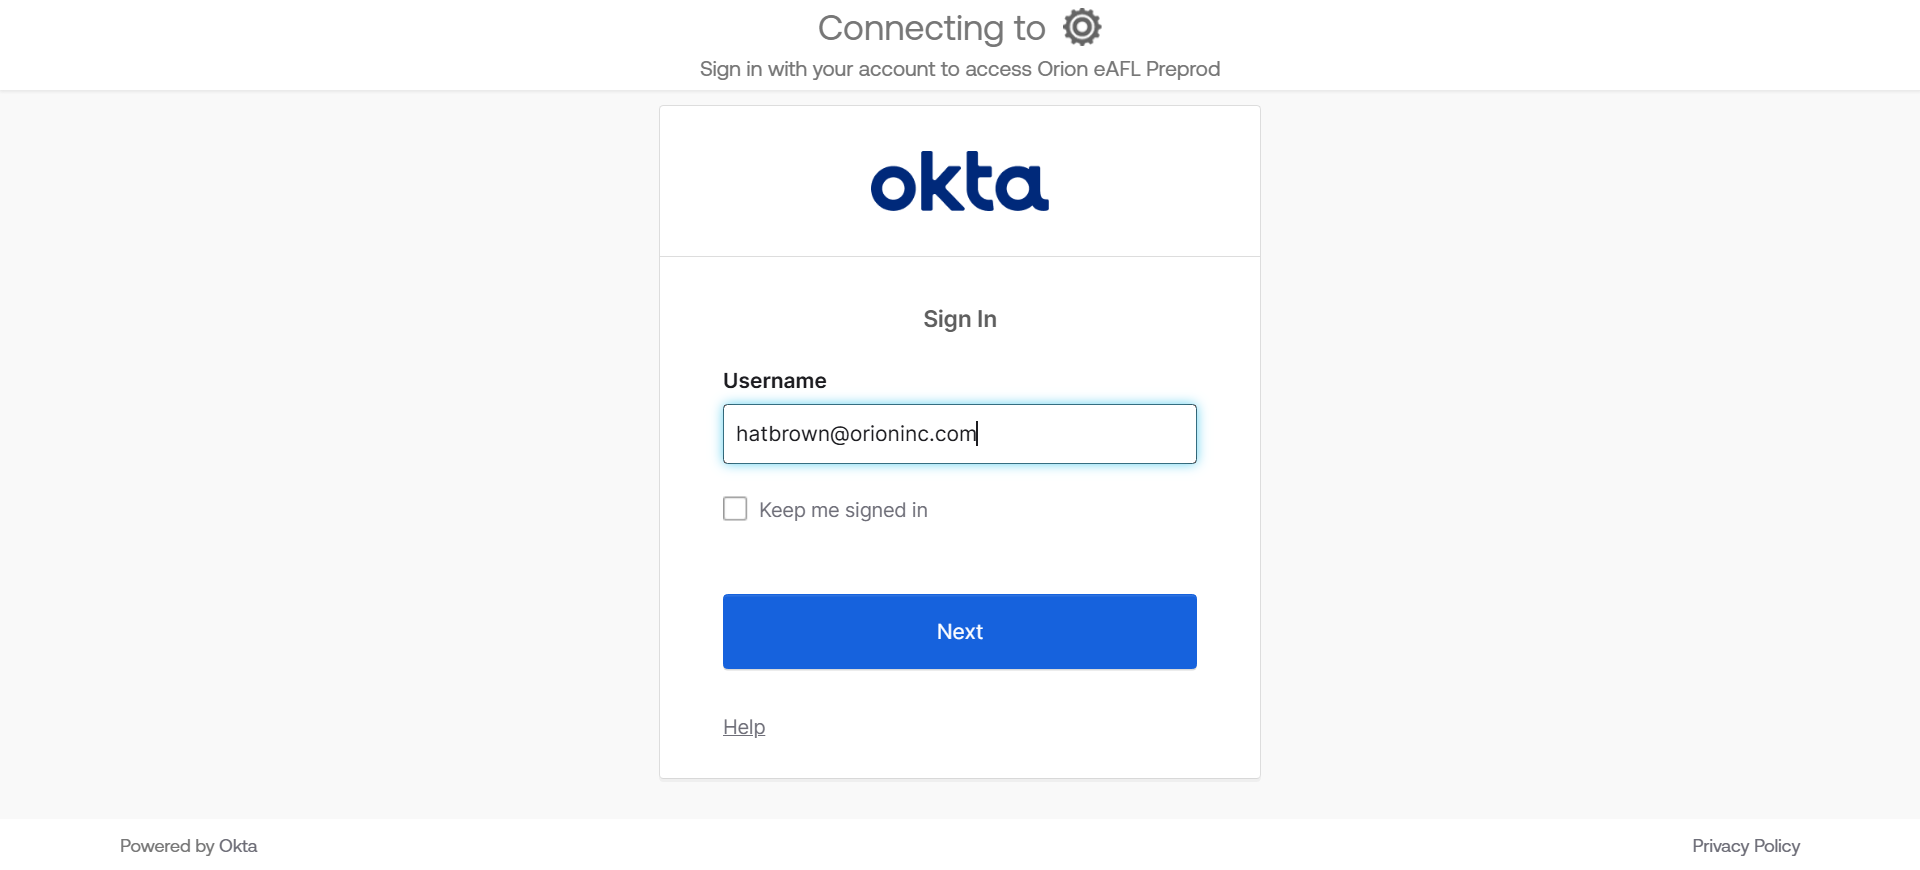 Connecting to
Sign in with your account to access Orion eAFL Preprod
okta
Sign In
Username
hatbrown@orioninc.com
Keep me signed in
Next
Help
Powered by Okta
Privacy Policy